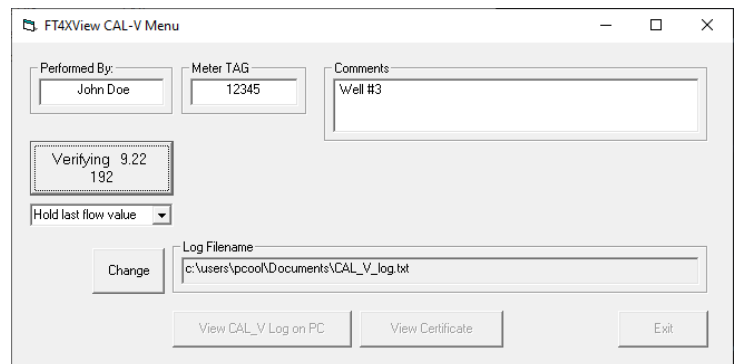 FT4XView CAL-V Menu
Performed By:
John Doe
Meter TAG
12345
Comments
Well #3
Verifying 9.22
192
Hold last flow value
Change
Log Filename
c:\users\pcool\Documents\CAL_V_log.txt
View CAL_V Log on PC
View Certificate
Exit